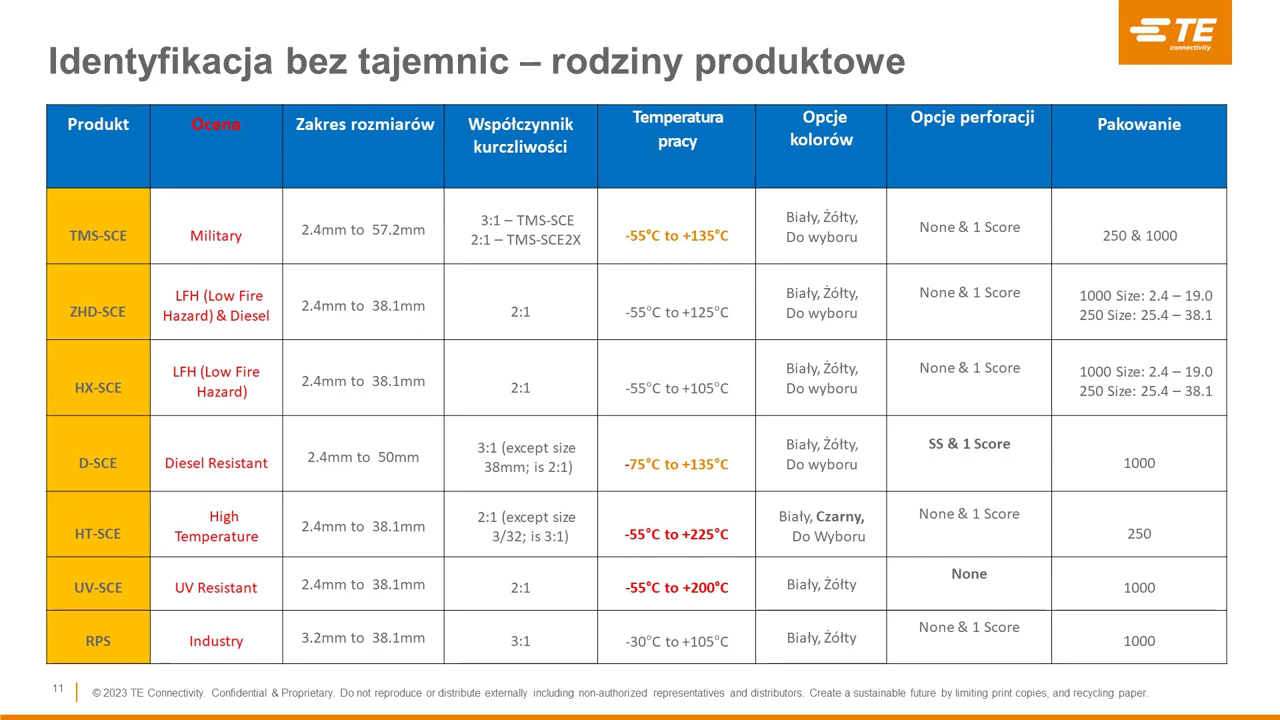 TE
connectivity
Identyfikacja bez tajemnic – rodziny produktowe
Produkt
Ocena
Zakres rozmiarów
Współczynnik
kurczliwości
Temperatura
pracy
Opcje
kolorów
Opcje perforacji
Pakowanie
TMS-SCE
Military
2.4mm to 57.2mm
3:1 – TMS-SCE
2:1 – TMS-SCE2X
-55°C to +135°C
Biały, Żółty,
Do wyboru
None & 1 Score
250 & 1000
ZHD-SCE
LFH (Low Fire
Hazard) & Diesel
2.4mm to 38.1mm
2:1
-55°C to +125°C
Biały, Żółty,
Do wyboru
None & 1 Score
1000 Size: 2.4 – 19.0
250 Size: 25.4 – 38.1
HX-SCE
LFH (Low Fire
Hazard)
2.4mm to 38.1mm
2:1
-55°C to +105°C
Biały, Żółty,
Do wyboru
None & 1 Score
1000 Size: 2.4 – 19.0
250 Size: 25.4 – 38.1
D-SCE
Diesel Resistant
2.4mm to 50mm
3:1 (except size
38mm; is 2:1)
-75°C to +135°C
Biały, Żółty,
Do wyboru
SS & 1 Score
1000
HT-SCE
High
Temperature
2.4mm to 38.1mm
2:1 (except size
3/32; is 3:1)
-55°C to +225°C
Biały, Czarny,
Do Wyboru
None & 1 Score
250
UV-SCE
UV Resistant
2.4mm to 38.1mm
2:1
-55°C to +200°C
Biały, Żółty
None
1000
RPS
Industry
3.2mm to 38.1mm
3:1
-30°C to +105°C
Biały, Żółty
None & 1 Score
1000
11
© 2023 TE Connectivity. Confidential & Proprietary. Do not reproduce or distribute externally including non-authorized representatives and distributors. Create a sustainable future by limiting print copies, and recycling paper.